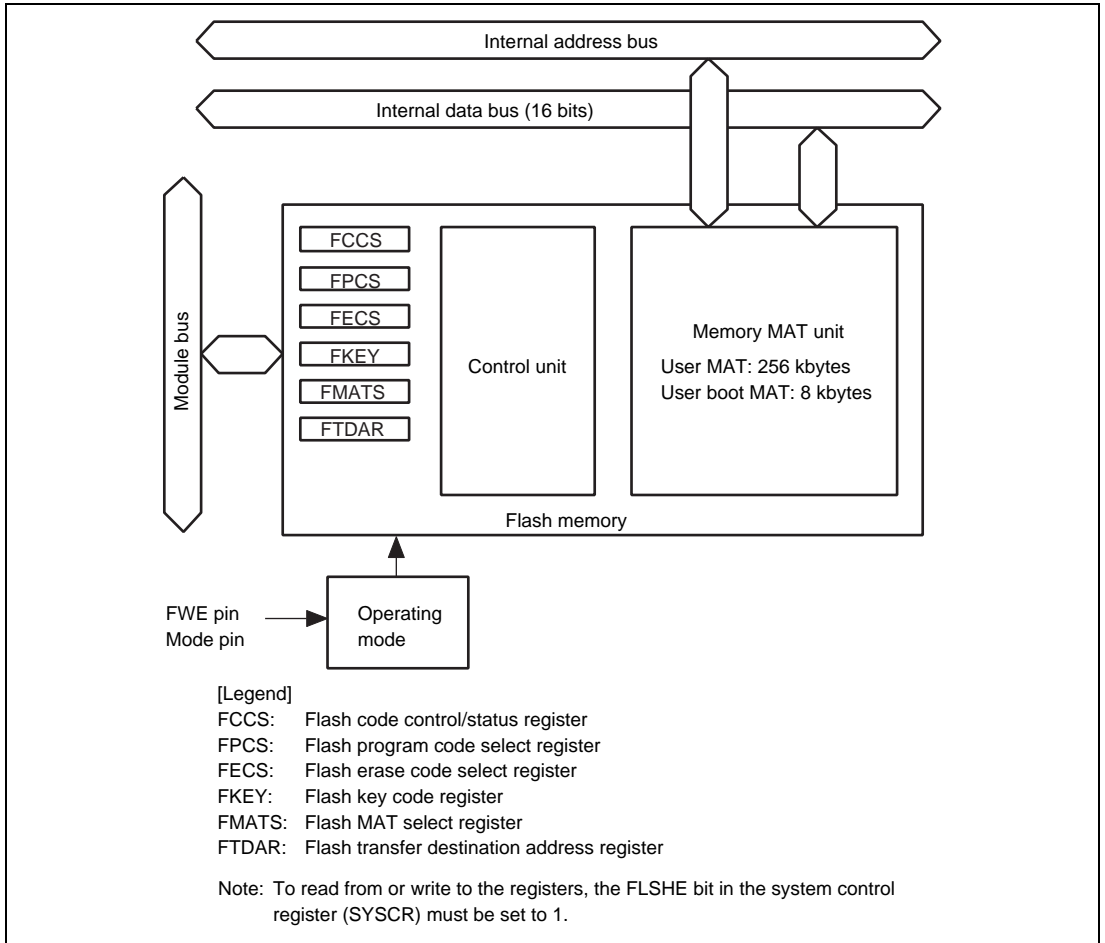 Internal address bus
Internal data bus (16 bits)
Module bus
FCCS
FPCS
FECS
FKEY
FMATS
FTDAR
Control unit
Memory MAT unit
User MAT: 256 kbytes
User boot MAT: 8 kbytes
Flash memory
FWE pin
Mode pin
Operating
mode
[Legend]
FCCS: Flash code control/status register
FPCS: Flash program code select register
FECS: Flash erase code select register
FKEY: Flash key code register
FMATS: Flash MAT select register
FTDAR: Flash transfer destination address register
Note: To read from or write to the registers, the FLSHE bit in the system control
register (SYSCR) must be set to 1.